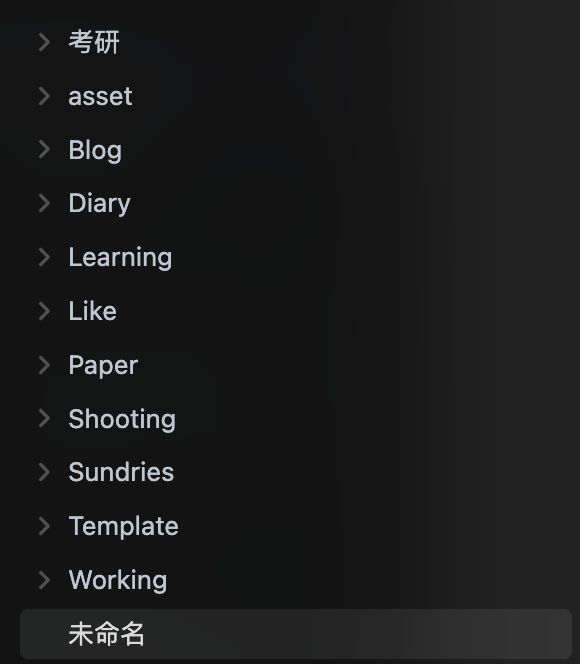 考研
asset
Blog
Diary
Learning
Like
Paper
Shooting
Sundries
Template
Working
未命名